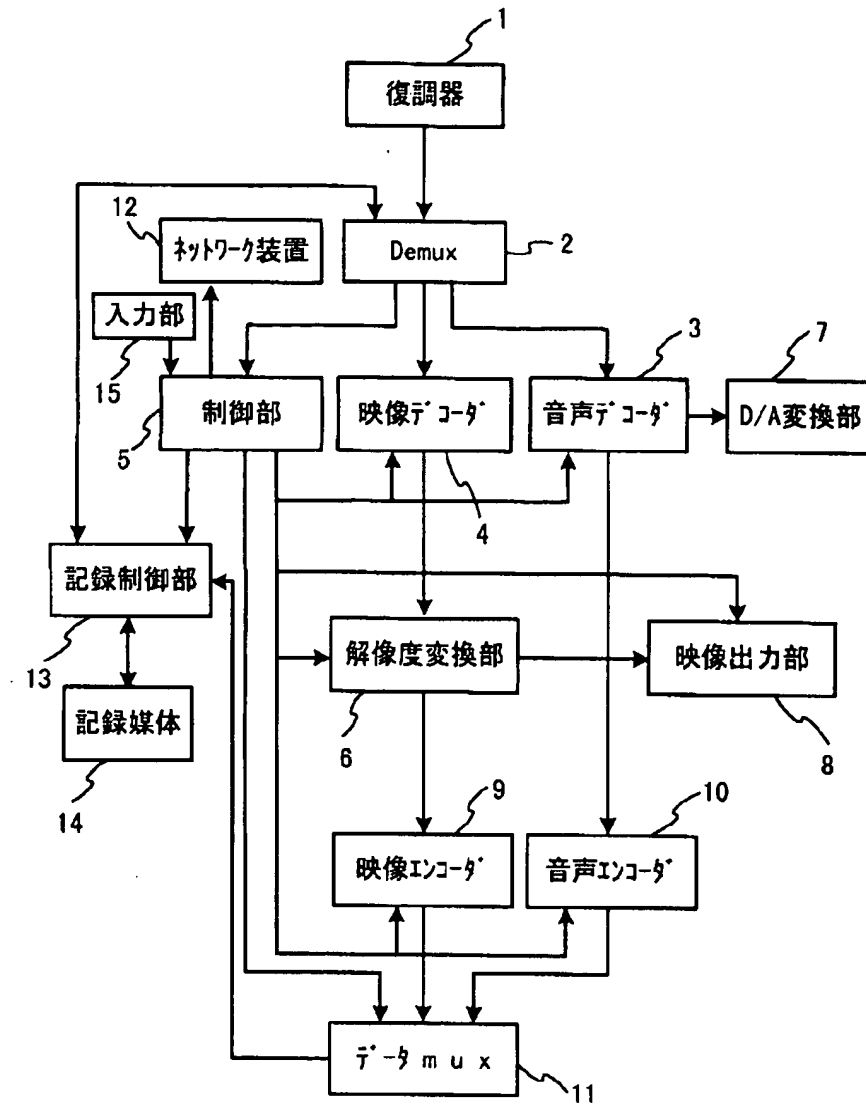 1
復調器
12
ネットワーク装置
Demux
2
入力部
15
3
7
制御部
映像デコーダ
音声デコーダ
D/A変換部
5
4
記録制御部
13
解像度変換部
映像出力部
記録媒体
6
8
14
9
10
映像エンコーダ
音声エンコーダ
データmux
11